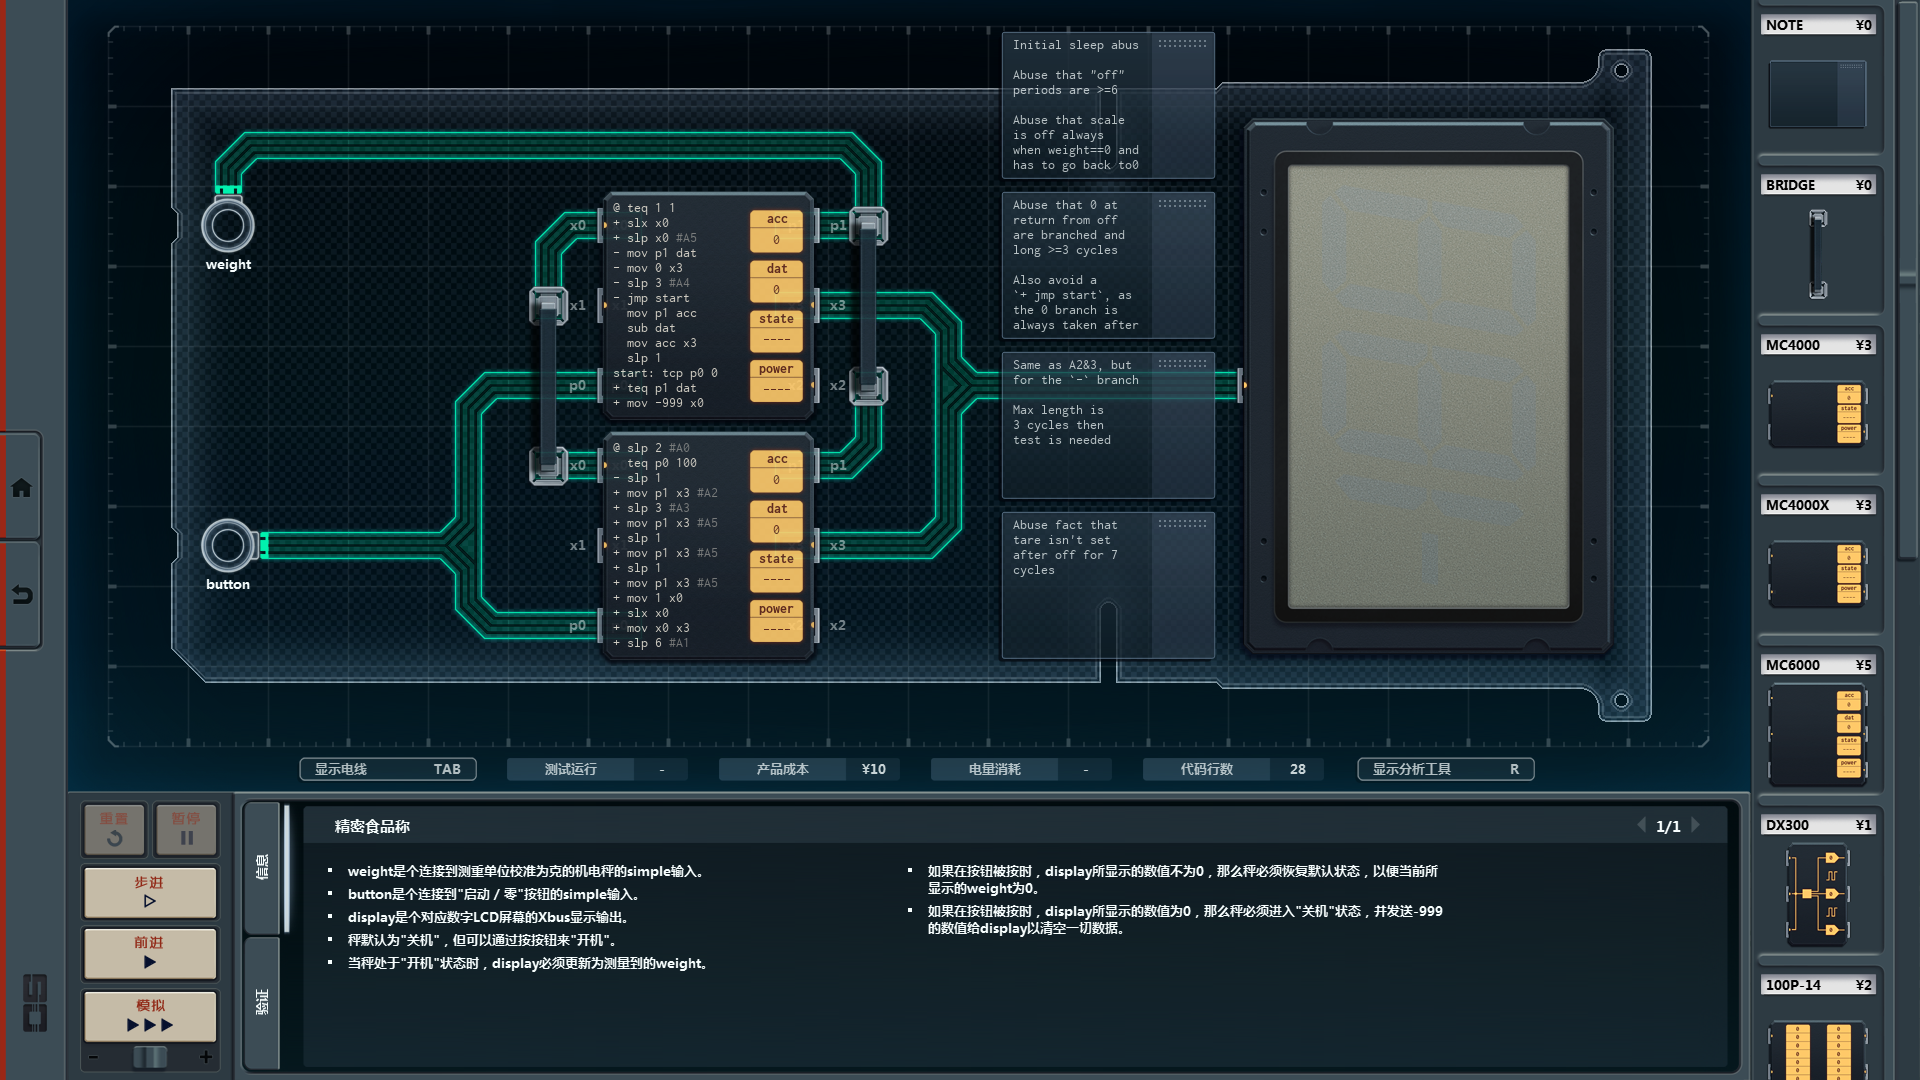 weight
button
@ teq 1 1
+ slx x0
+ slp x0 #A5
- mov p1 dat
- mov 0 x3
- slp 3 #A4
- jmp start
mov p1 acc
sub dat
mov acc x3
slp 1
start: tcp p0 0
+ teq p1 dat
+ mov -999 x0
acc
0
dat
0
state
----
power
----
x0
x1
p0
p1
x3
x2
@ slp 2 #A0
teq p0 100
- slp 1
+ mov p1 x3 #A2
+ slp 3 #A3
+ mov p1 x3 #A5
+ slp 1
+ mov p1 x3 #A5
+ slp 1
+ mov p1 x3 #A5
+ mov 1 x0
+ slx x0
+ mov x0 x3
+ slp 6 #A1
acc
0
dat
0
state
----
power
----
x0
x1
p0
p1
x3
x2
Initial sleep abus
Abuse that "off"
periods are >=6
Abuse that scale
is off always
when weight==0 and
has to go back to0
Abuse that 0 at
return from off
are branched and
long >=3 cycles
Also avoid a
`+ jmp start`, as
the 0 branch is
always taken after
Same as A2&3, but
for the `-` branch
Max length is
3 cycles then
test is needed
Abuse fact that
tare isn't set
after off for 7
cycles
NOTE ¥0
BRIDGE ¥0
MC4000 ¥3
MC4000X ¥3
MC6000 ¥5
DX300 ¥1
100P-14 ¥2
显示电线 TAB
测试运行 -
产品成本 ¥10
电量消耗 -
代码行数 28
显示分析工具 R
重置
暂停
步进
前进
模拟
- +
信息
验证
精密食品称
1/1
▪ weight是个连接到测重单位校准为克的机电秤的simple输入。
▪ button是个连接到"启动 / 零"按钮的simple输入。
▪ display是个对应数字LCD屏幕的Xbus显示输出。
▪ 秤默认为"关机"，但可以通过按按钮来"开机"。
▪ 当秤处于"开机"状态时，display必须更新为测量到的weight。
▪ 如果在按钮被按时，display所显示的数值不为0，那么秤必须恢复默认状态，以便当前所
显示的weight为0。
▪ 如果在按钮被按时，display所显示的数值为0，那么秤必须进入"关机"状态，并发送-999
的数值给display以清空一切数据。